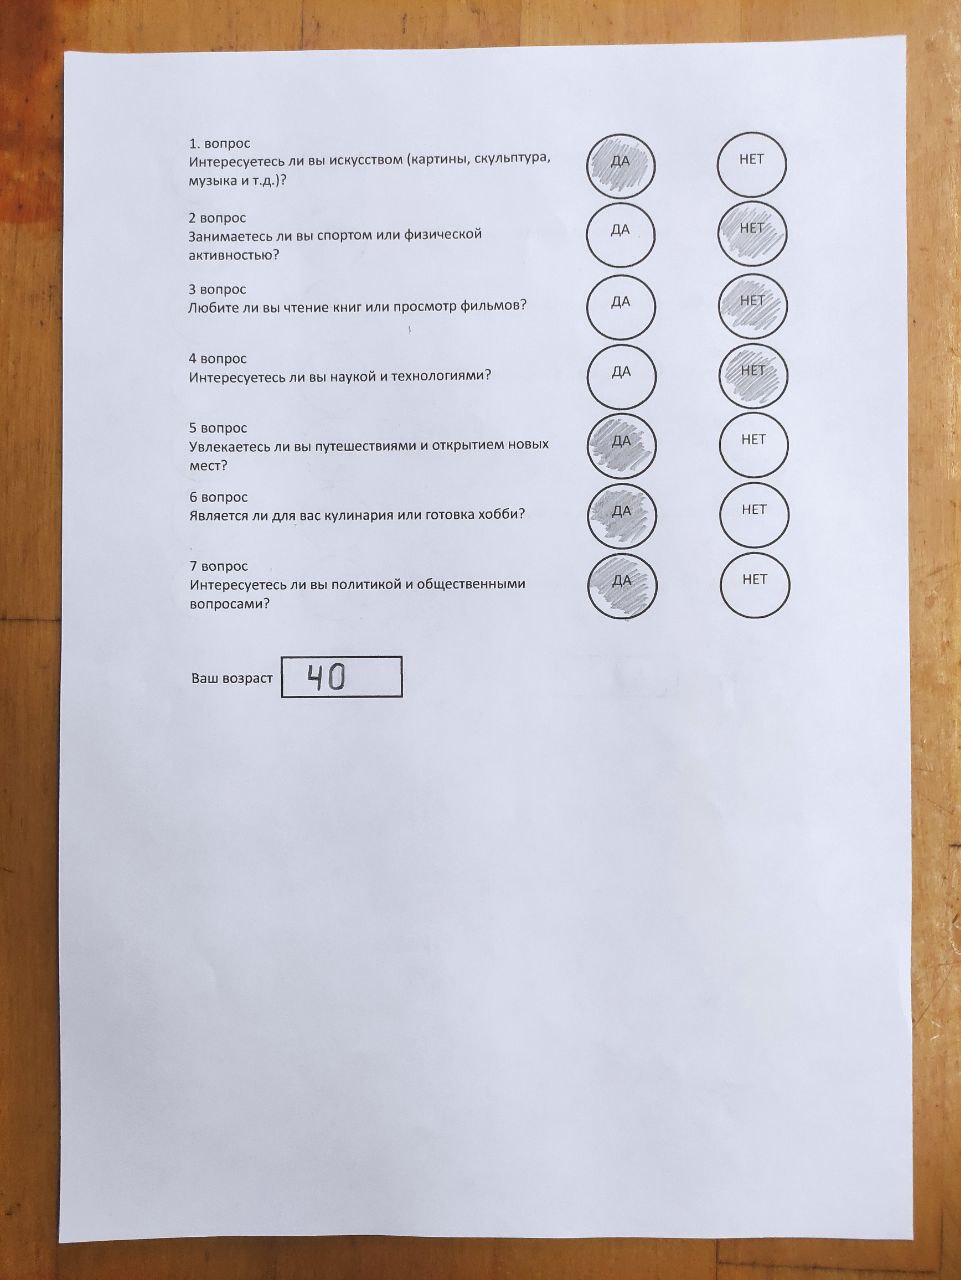 1. вопрос
Интересуетесь ли вы искусством (картины, скульптура,
музыка и т.д.)?
ДА НЕТ
2 вопрос
Занимаетесь ли вы спортом или физической
активностью?
ДА НЕТ
3 вопрос
Любите ли вы чтение книг или просмотр фильмов?
ДА НЕТ
4 вопрос
Интересуетесь ли вы наукой и технологиями?
ДА НЕТ
5 вопрос
Увлекаетесь ли вы путешествиями и открытием новых
мест?
ДА НЕТ
6 вопрос
Является ли для вас кулинария или готовка хобби?
ДА НЕТ
7 вопрос
Интересуетесь ли вы политикой и общественными
вопросами?
ДА НЕТ
Ваш возраст 40